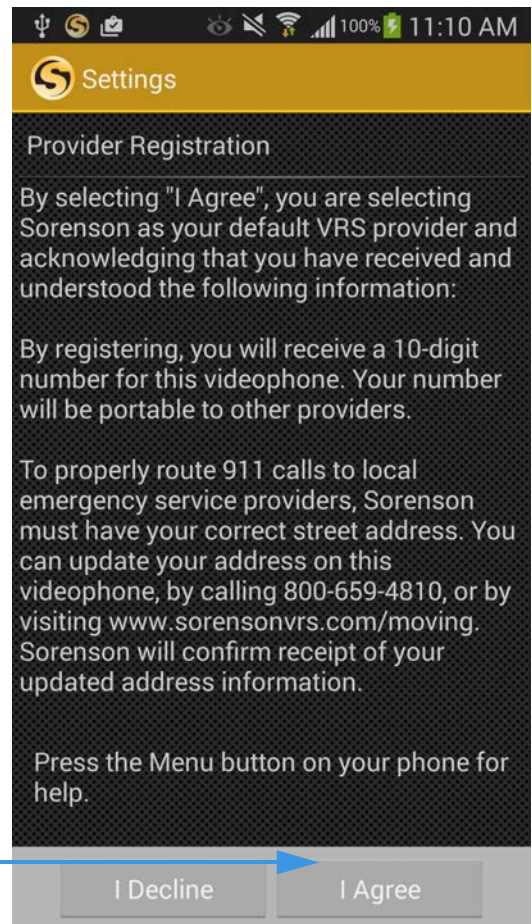 100% 11:10 AM
Settings
Provider Registration
By selecting "I Agree", you are selecting
Sorenson as your default VRS provider and
acknowledging that you have received and
understood the following information:
By registering, you will receive a 10-digit
number for this videophone. Your number
will be portable to other providers.
To properly route 911 calls to local
emergency service providers, Sorenson
must have your correct street address. You
can update your address on this
videophone, by calling 800-659-4810, or by
visiting www.sorensonvrs.com/moving.
Sorenson will confirm receipt of your
updated address information.
Press the Menu button on your phone for
help.
I Decline I Agree